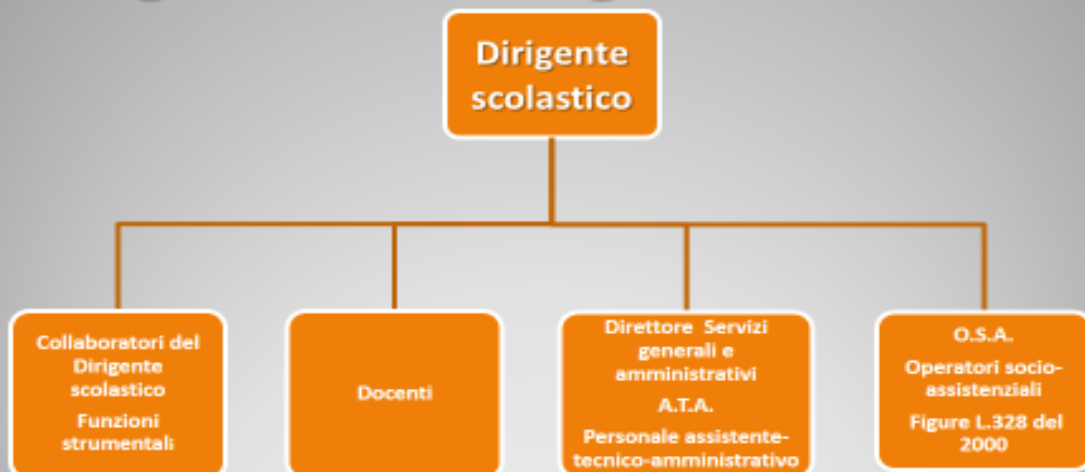 Dirigente
scolastico
Collaboratori del
Dirigente
scolastico
Funzioni
strumentali
Docenti
Direttore Servizi
generali e
amministrativi
A.T.A.
Personale assistente-
tecnico-amministrativo
O.S.A.
Operatori socio-
assistenziali
Figure L.328 del
2000